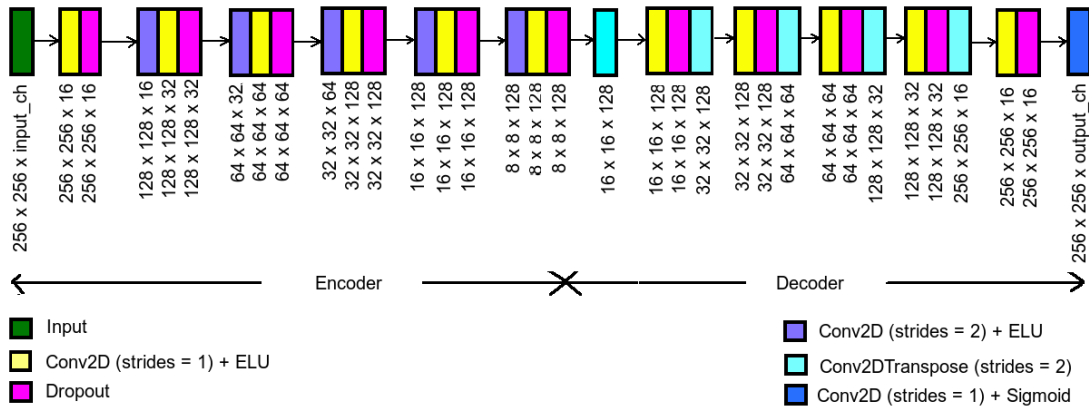 256 x 256 x input_ch
256 x 256 x 16
256 x 256 x 16
128 x 128 x 16
128 x 128 x 32
128 x 128 x 32
64 x 64 x 32
64 x 64 x 64
64 x 64 x 64
32 x 32 x 64
32 x 32 x 128
32 x 32 x 128
16 x 16 x 128
16 x 16 x 128
16 x 16 x 128
8 x 8 x 128
8 x 8 x 128
8 x 8 x 128
16 x 16 x 128
16 x 16 x 128
16 x 16 x 128
32 x 32 x 128
32 x 32 x 128
32 x 32 x 128
64 x 64 x 64
64 x 64 x 64
64 x 64 x 64
128 x 128 x 32
128 x 128 x 32
128 x 128 x 32
256 x 256 x 16
256 x 256 x 16
256 x 256 x 16
256 x 256 x output_ch
Encoder
Decoder
Input
Conv2D (strides = 1) + ELU
Dropout
Conv2D (strides = 2) + ELU
Conv2DTranspose (strides = 2)
Conv2D (strides = 1) + Sigmoid